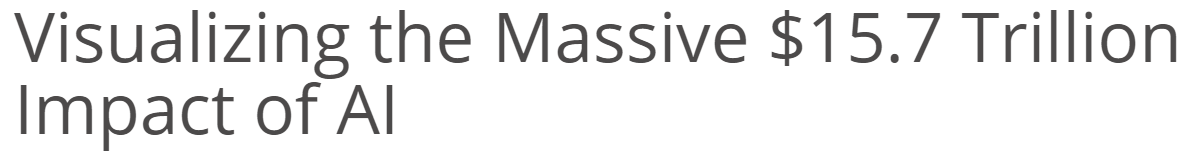 Visualizing the Massive $15.7 Trillion
Impact of AI